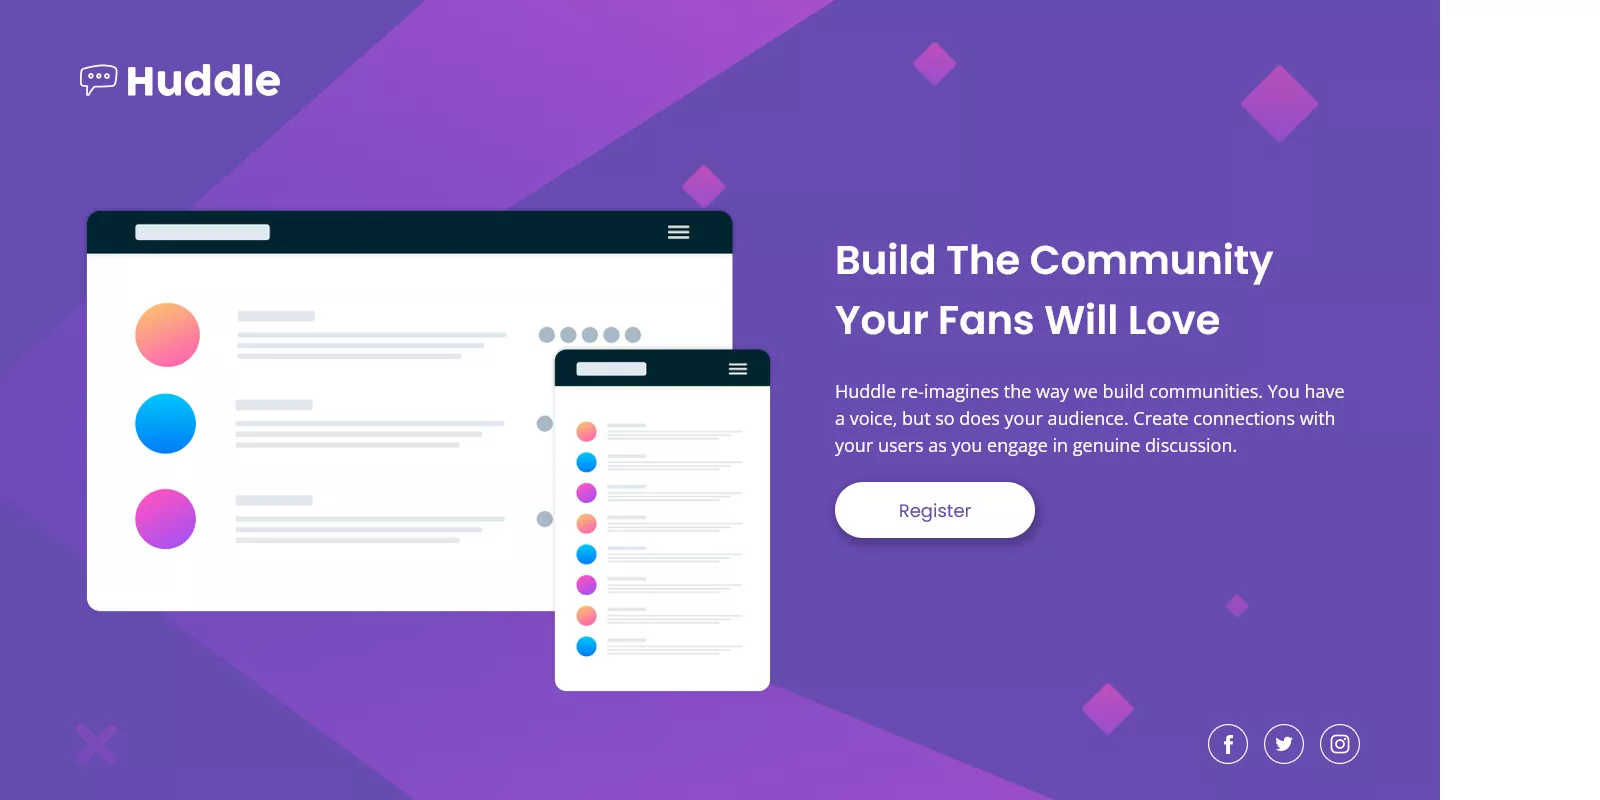 Huddle
Build The Community
Your Fans Will Love
Huddle re-imagines the way we build communities. You have
a voice, but so does your audience. Create connections with
your users as you engage in genuine discussion.
Register